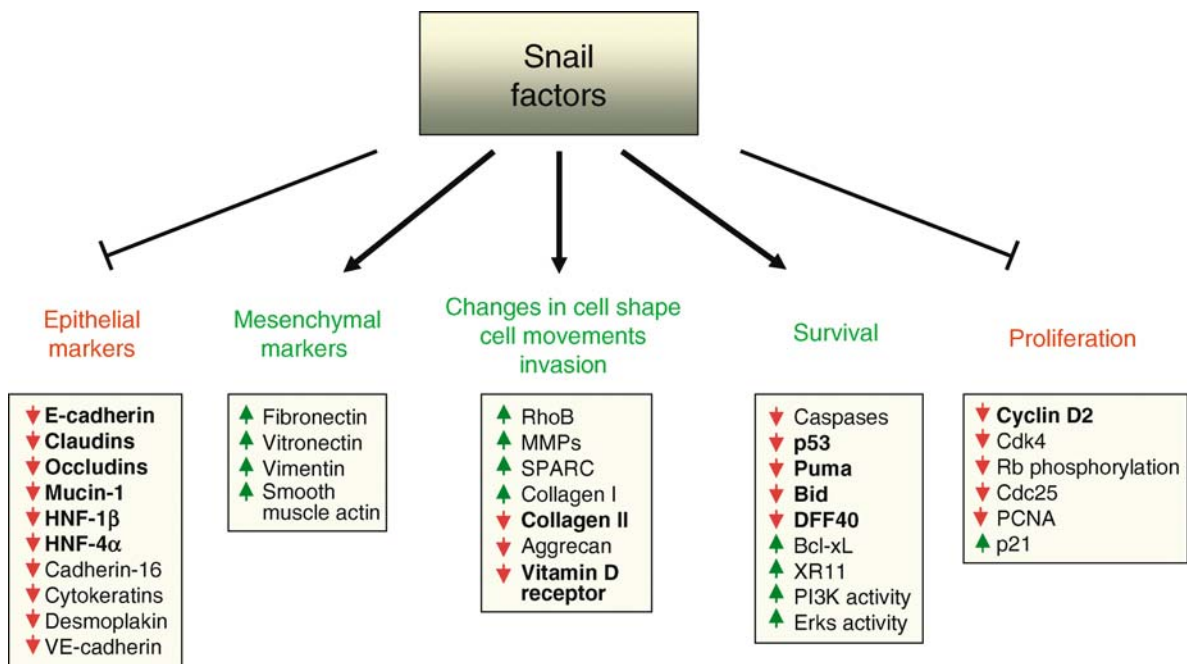 Snail
factors
Epithelial
markers
E-cadherin
Claudins
Occludins
Mucin-1
HNF-1β
HNF-4α
Cadherin-16
Cytokeratins
Desmoplakin
VE-cadherin
Mesenchymal
markers
Fibronectin
Vitronectin
Vimentin
Smooth
muscle actin
Changes in cell shape
cell movements
invasion
RhoB
MMPs
SPARC
Collagen I
Collagen II
Aggrecan
Vitamin D
receptor
Survival
Caspases
p53
Puma
Bid
DFF40
Bcl-xL
XR11
PI3K activity
Erks activity
Proliferation
Cyclin D2
Cdk4
Rb phosphorylation
Cdc25
PCNA
p21